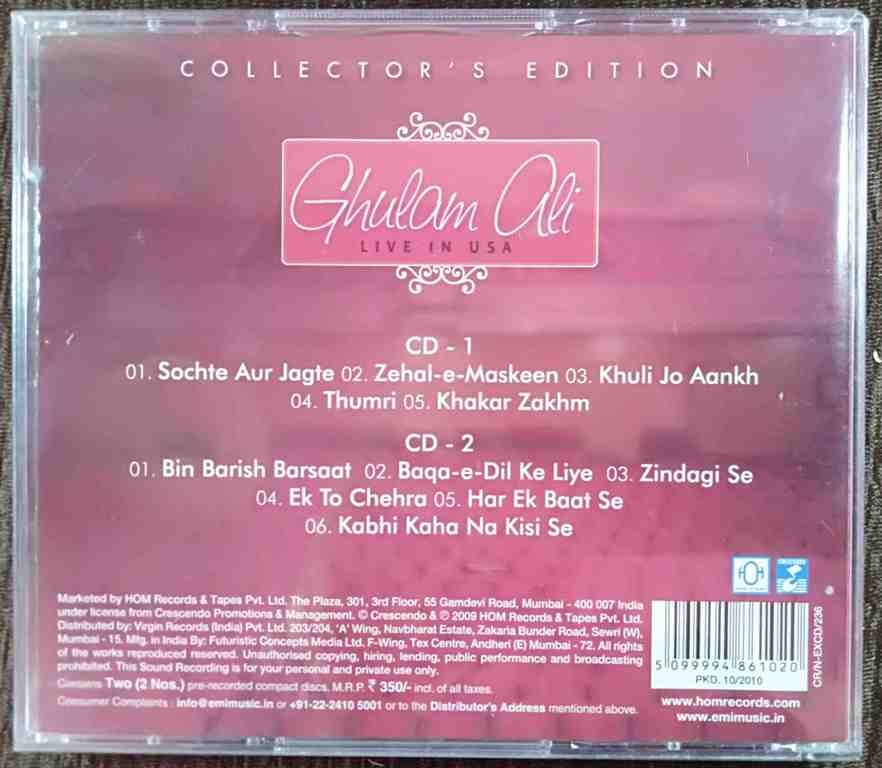 COLLECTOR'S EDITION
Ghulam Ali
LIVE IN USA
CD - 1
01. Sochte Aur Jagte 02. Zehal-e-Maskeen 03. Khuli Jo Aankh
04. Thumri 05. Khakar Zakhm
CD - 2
01. Bin Barish Barsaat 02. Baqa-e-Dil Ke Liye 03. Zindagi Se
04. Ek To Chehra 05. Har Ek Baat Se
06. Kabhi Kaha Na Kisi Se
Marketed by HOM Records & Tapes Pvt. Ltd. The Plaza, 301, 3rd Floor, 55 Gamdevi Road, Mumbai - 400 007 India
under license from Crescendo Promotions & Management. © Crescendo & ℗ 2009 HOM Records & Tapes Pvt. Ltd.
Distributed by: Virgin Records (India) Pvt. Ltd. 203/204, 'A' Wing, Navbharat Estate, Zakaria Bunder Road, Sewri (W),
Mumbai - 15. Mfg. in India By: Futuristic Concepts Media Ltd. F-Wing, Tex Centre, Andheri (E) Mumbai - 72. All rights
of the works reproduced reserved. Unauthorised copying, hiring, lending, public performance and broadcasting
prohibited. This Sound Recording is for your personal and private use only.
Contains Two (2 Nos.) pre-recorded compact discs. M.R.P. ₹ 350/- incl. of all taxes.
Consumer Complaints : info@emimusic.in or +91-22-2410 5001 or to the Distributor's Address mentioned above.
HOM
CRESCENDO
5 099994 861020
PKD. 10/2010
CR/N-EXCD/236
www.homrecords.com
www.emimusic.in